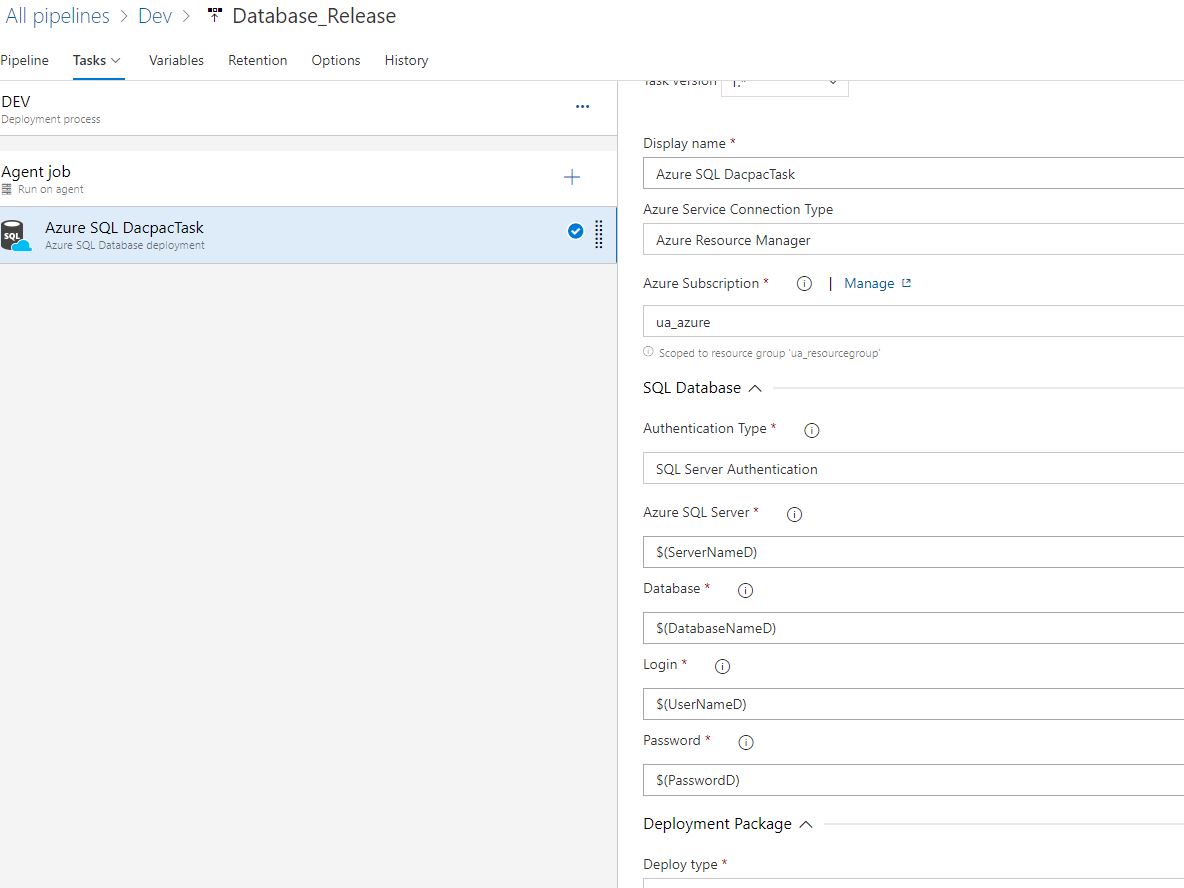 All pipelines > Dev > Database_Release
Pipeline Tasks Variables Retention Options History
DEV
Deployment process
Agent job
Run on agent
SQL
Azure SQL DacpacTask
Azure SQL Database deployment
Task version 1.*
Display name *
Azure SQL DacpacTask
Azure Service Connection Type
Azure Resource Manager
Azure Subscription * | Manage
ua_azure
Scoped to resource group 'ua_resourcegroup'
SQL Database
Authentication Type *
SQL Server Authentication
Azure SQL Server *
$(ServerNameD)
Database *
$(DatabaseNameD)
Login *
$(UserNameD)
Password *
$(PasswordD)
Deployment Package
Deploy type *